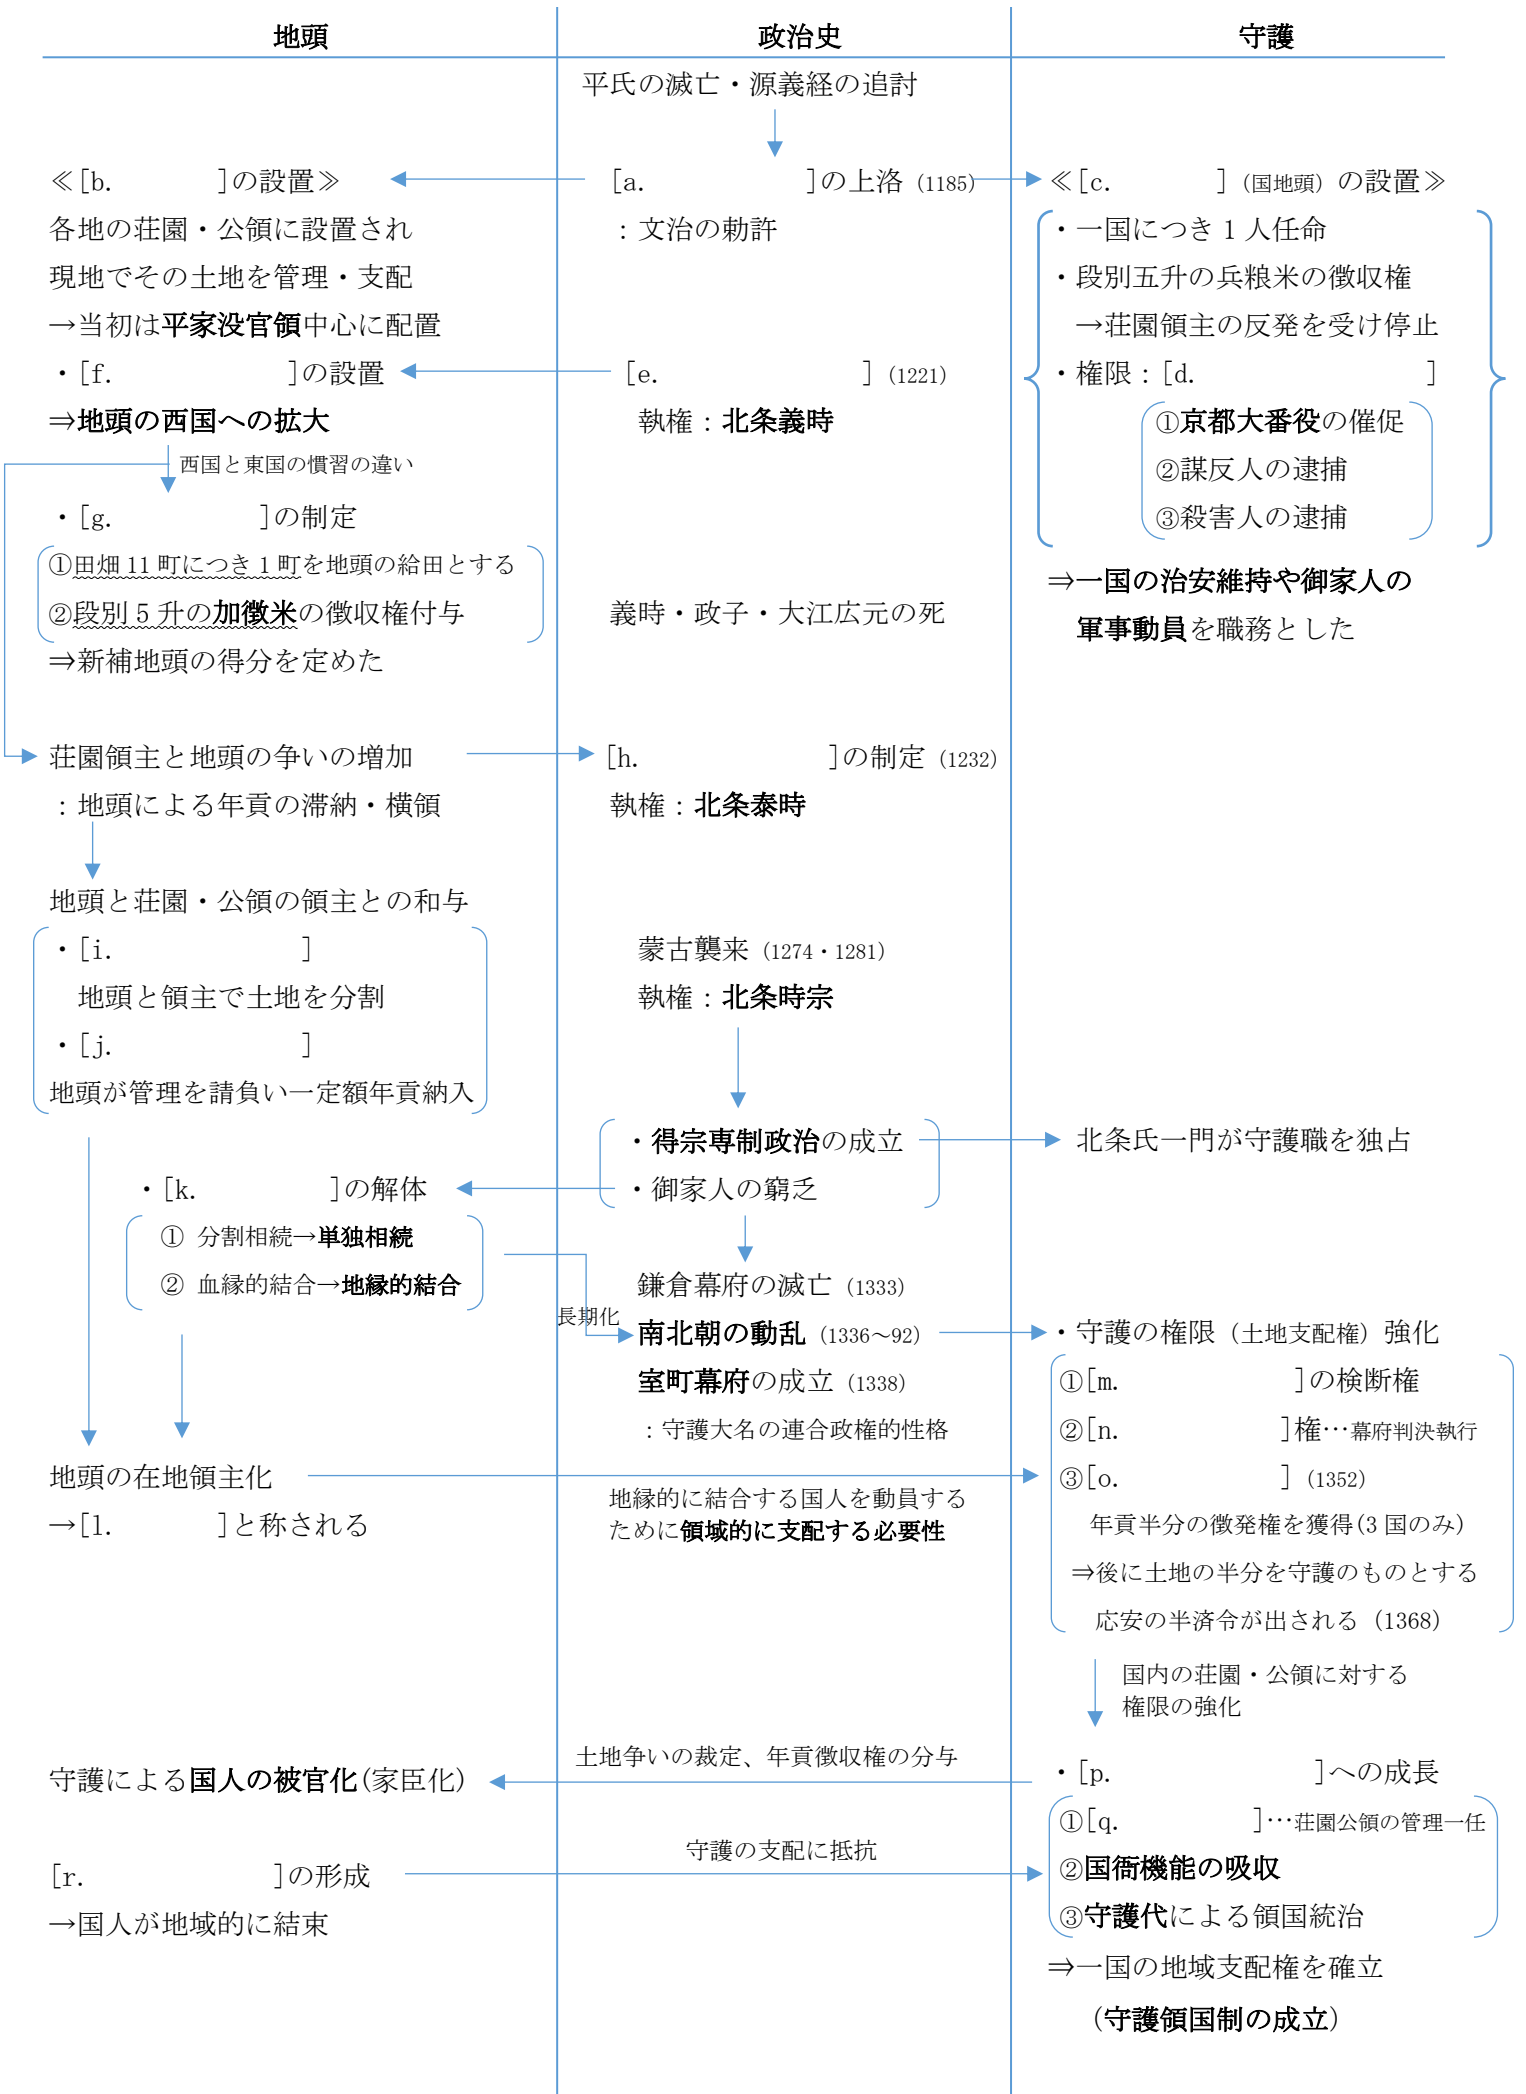 地頭
政治史
守護
平氏の滅亡・源義経の追討
≪[b.　　　　]の設置≫
[a.　　　　　　]の上洛（1185）
≪[c.　　　　]（国地頭）の設置≫
各地の荘園・公領に設置され
：文治の勅許
・一国につき 1 人任命
現地でその土地を管理・支配
・段別五升の兵粮米の徴収権
→当初は平家没官領中心に配置
→荘園領主の反発を受け停止
・[f.　　　　　　]の設置
[e.　　　　　　　]（1221）
・権限：[d.　　　　　　　　]
⇒地頭の西国への拡大
執権：北条義時
①京都大番役の催促
西国と東国の慣習の違い
②謀反人の逮捕
・[g.　　　　　]の制定
③殺害人の逮捕
①田畑 11 町につき 1 町を地頭の給田とする
⇒一国の治安維持や御家人の
②段別 5 升の加徴米の徴収権付与
義時・政子・大江広元の死
軍事動員を職務とした
⇒新補地頭の得分を定めた
荘園領主と地頭の争いの増加
[h.　　　　　　　]の制定（1232）
：地頭による年貢の滞納・横領
執権：北条泰時
地頭と荘園・公領の領主との和与
・[i.　　　　　　　]
蒙古襲来（1274・1281）
地頭と領主で土地を分割
執権：北条時宗
・[j.　　　　　　　]
地頭が管理を請負い一定額年貢納入
・得宗専制政治の成立
北条氏一門が守護職を独占
・[k.　　　　　]の解体
・御家人の窮乏
① 分割相続→単独相続
② 血縁的結合→地縁的結合
鎌倉幕府の滅亡（1333）
長期化
南北朝の動乱（1336～92）
・守護の権限（土地支配権）強化
室町幕府の成立（1338）
①[m.　　　　　　]の検断権
：守護大名の連合政権的性格
②[n.　　　　　　]権…幕府判決執行
地頭の在地領主化
③[o.　　　　　　]（1352）
地縁的に結合する国人を動員する
→[l.　　　　]と称される
ために領域的に支配する必要性
年貢半分の徴発権を獲得(3 国のみ)
⇒後に土地の半分を守護のものとする
応安の半済令が出される（1368）
国内の荘園・公領に対する
権限の強化
土地争いの裁定、年貢徴収権の分与
守護による国人の被官化(家臣化)
・[p.　　　　　　　]への成長
①[q.　　　　　]…荘園公領の管理一任
守護の支配に抵抗
[r.　　　　　　　]の形成
②国衙機能の吸収
→国人が地域的に結束
③守護代による領国統治
⇒一国の地域支配権を確立
（守護領国制の成立）